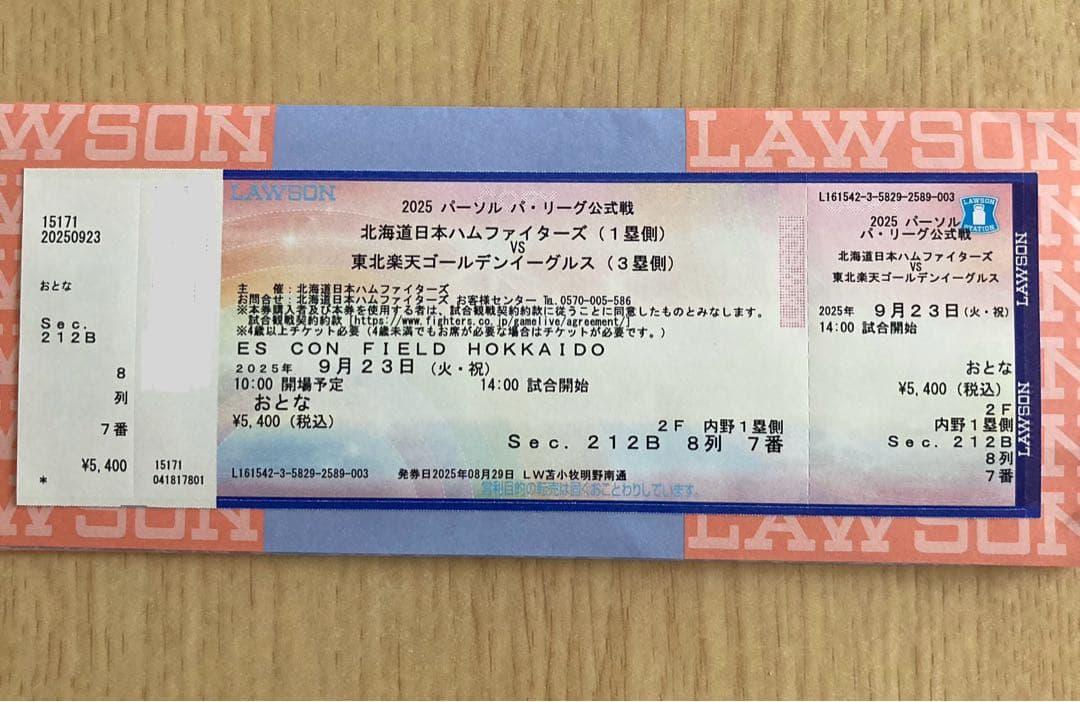 LAWSON
LAWSON
15171
20250923
おとな
Sec.
212B
8
列
7番
¥5,400
*
15171
041817801
LAWSON
2025 パーソル パ・リーグ公式戦
北海道日本ハムファイターズ（１塁側）
VS
東北楽天ゴールデンイーグルス（３塁側）
主　　催：北海道日本ハムファイターズ
お問合せ：北海道日本ハムファイターズ お客様センター ℡.0570-005-586
※本券購入者及び本券を使用する者は、試合観戦契約約款に従うことに同意したものとみなします。
試合観戦契約約款［https://www.fighters.co.jp/gamelive/agreement/］
※4歳以上チケット必要（4歳未満でもお席が必要な場合はチケットが必要です。）
ES CON FIELD HOKKAIDO
2025年 9月23日（火・祝）
10:00 開場予定 14:00 試合開始
おとな
¥5,400（税込）
２Ｆ 内野１塁側
Sec. 212B 8列 7番
L161542-3-5829-2589-003 発券日2025年08月29日 LW苫小牧明野南通
営利目的の転売は固くおことわりしています。
L161542-3-5829-2589-003
LAWSON
STATION
2025 パーソル
パ・リーグ公式戦
北海道日本ハムファイターズ
VS
東北楽天ゴールデンイーグルス
2025年 9月23日（火・祝）
14:00 試合開始
おとな
¥5,400（税込）
２Ｆ
内野１塁側
Sec. 212B
8列
7番
LAWSON
LAWSON
LAWSON